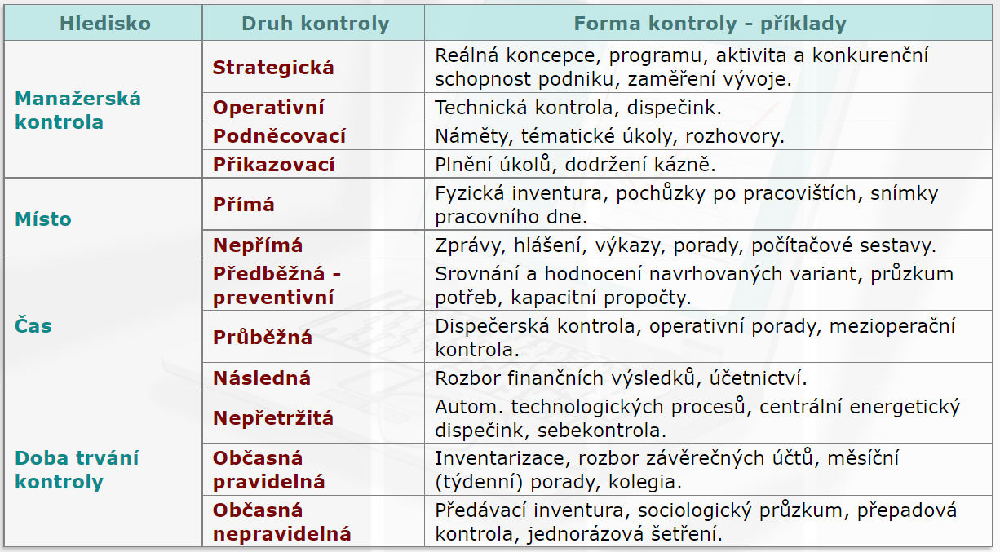 Hledisko Druh kontroly Forma kontroly - příklady
Manažerská
kontrola
Strategická
Reálná koncepce, programu, aktivita a konkurenční
schopnost podniku, zaměření vývoje.
Operativní
Technická kontrola, dispečink.
Podněcovací
Náměty, tématické úkoly, rozhovory.
Přikazovací
Plnění úkolů, dodržení kázně.
Místo
Přímá
Fyzická inventura, pochůzky po pracovištích, snímky
pracovního dne.
Nepřímá
Zprávy, hlášení, výkazy, porady, počítačové sestavy.
Čas
Předběžná -
preventivní
Srovnání a hodnocení navrhovaných variant, průzkum
potřeb, kapacitní propočty.
Průběžná
Dispečerská kontrola, operativní porady, mezioperační
kontrola.
Následná
Rozbor finančních výsledků, účetnictví.
Doba trvání
kontroly
Nepřetržitá
Autom. technologických procesů, centrální energetický
dispečink, sebekontrola.
Občasná
pravidelná
Inventarizace, rozbor závěrečných účtů, měsíční
(týdenní) porady, kolegia.
Občasná
nepravidelná
Předávací inventura, sociologický průzkum, přepadová
kontrola, jednorázová šetření.